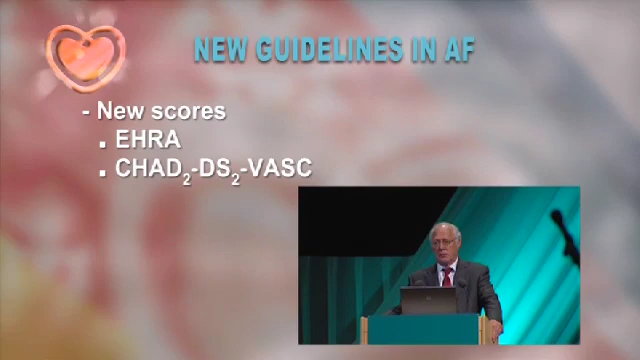 NEW GUIDELINES IN AF
- New scores
▪ EHRA
▪ CHAD₂-DS₂-VASC